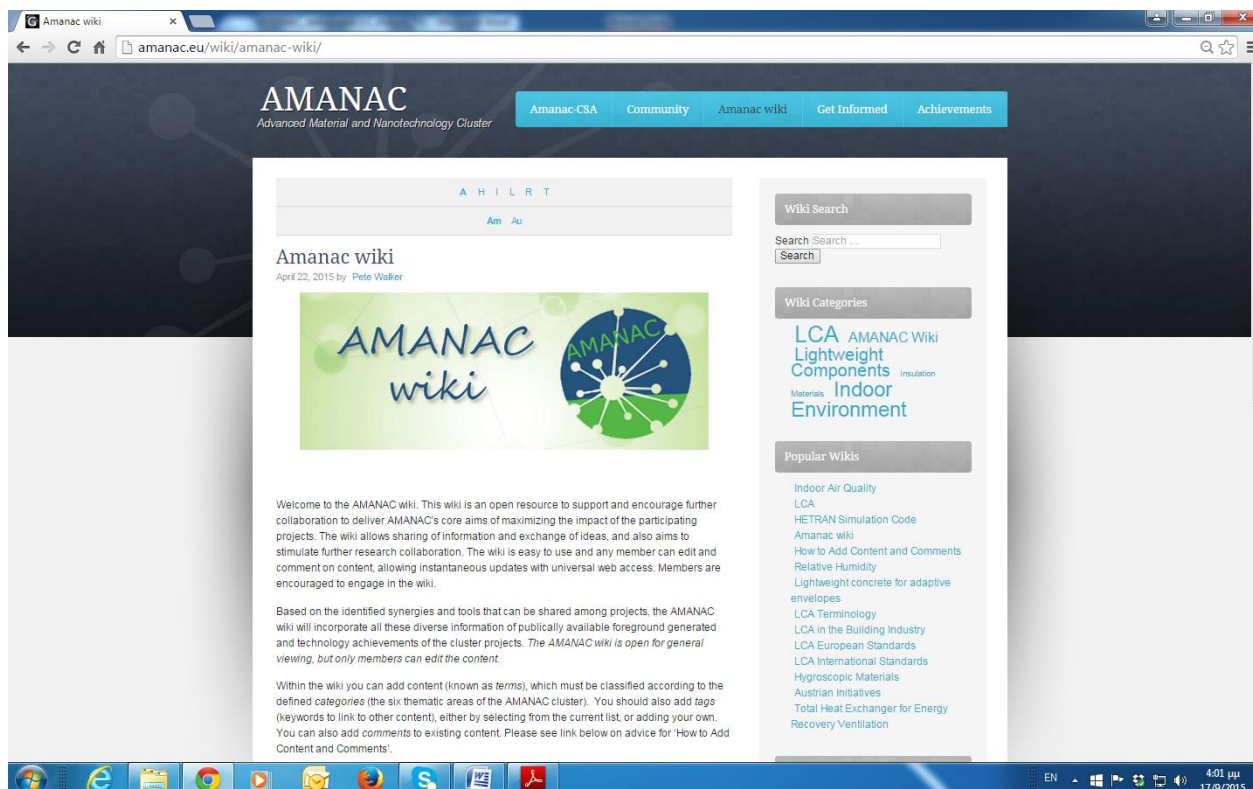 Amanac wiki
amanac.eu/wiki/amanac-wiki/
AMANAC
Advanced Material and Nanotechnology Cluster
Amanac-CSA Community Amanac wiki Get Informed Achievements
A H I L R T
Am Au
Amanac wiki
April 22, 2015 by Pete Walker
AMANAC
wiki
AMANAC
Welcome to the AMANAC wiki. This wiki is an open resource to support and encourage further
collaboration to deliver AMANAC's core aims of maximizing the impact of the participating
projects. The wiki allows sharing of information and exchange of ideas, and also aims to
stimulate further research collaboration. The wiki is easy to use and any member can edit and
comment on content, allowing instantaneous updates with universal web access. Members are
encouraged to engage in the wiki.
Based on the identified synergies and tools that can be shared among projects, the AMANAC
wiki will incorporate all these diverse information of publically available foreground generated
and technology achievements of the cluster projects. The AMANAC wiki is open for general
viewing, but only members can edit the content.
Within the wiki you can add content (known as terms), which must be classified according to the
defined categories (the six thematic areas of the AMANAC cluster). You should also add tags
(keywords to link to other content), either by selecting from the current list, or adding your own.
You can also add comments to existing content. Please see link below on advice for 'How to Add
Content and Comments'.
Wiki Search
Search Search ...
Search
Wiki Categories
LCA AMANAC Wiki
Lightweight
Components Insulation
Materials Indoor
Environment
Popular Wikis
Indoor Air Quality
LCA
HETRAN Simulation Code
Amanac wiki
How to Add Content and Comments
Relative Humidity
Lightweight concrete for adaptive
envelopes
LCA Terminology
LCA in the Building Industry
LCA European Standards
LCA International Standards
Hygroscopic Materials
Austrian Initiatives
Total Heat Exchanger for Energy
Recovery Ventilation
EN
4:01 μμ
17/9/2015